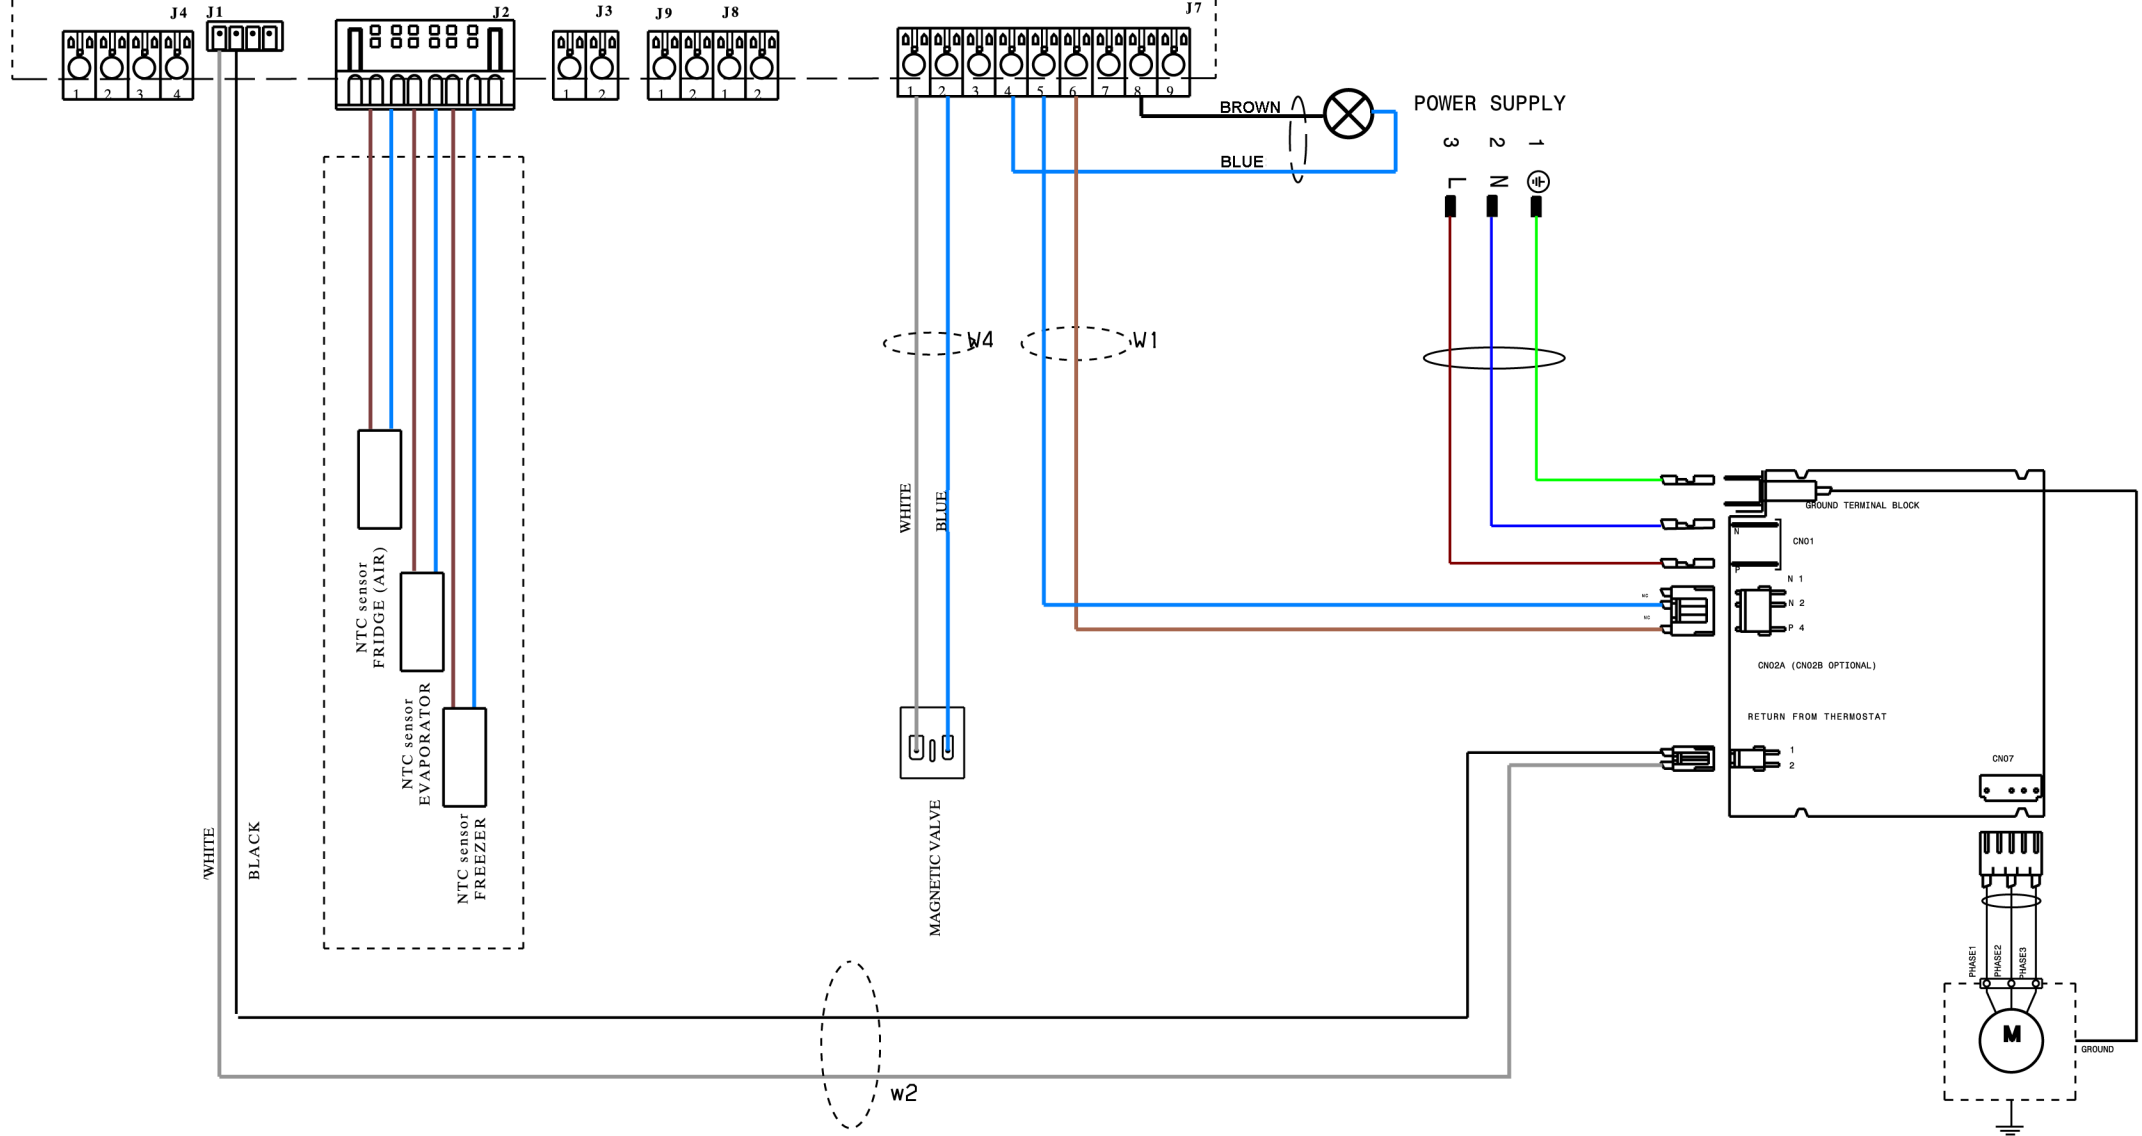 J4
J1
J2
J3
J9
J8
J7
1 2 3 4
1 2
1 2 1 2
1 2 3 4 5 6 7 8 9
BROWN
BLUE
POWER SUPPLY
3 2 1
L N
W4
W1
WHITE
BLUE
GROUND TERMINAL BLOCK
N
CN01
P
N 1
NC
N 2
NC
P 4
CN02A (CN02B OPTIONAL)
RETURN FROM THERMOSTAT
1
2
CN07
NTC sensor
FRIDGE (AIR)
NTC sensor
EVAPORATOR
NTC sensor
FREEZER
MAGNETIC VALVE
WHITE
BLACK
PHASE1
PHASE2
PHASE3
M
GROUND
w2